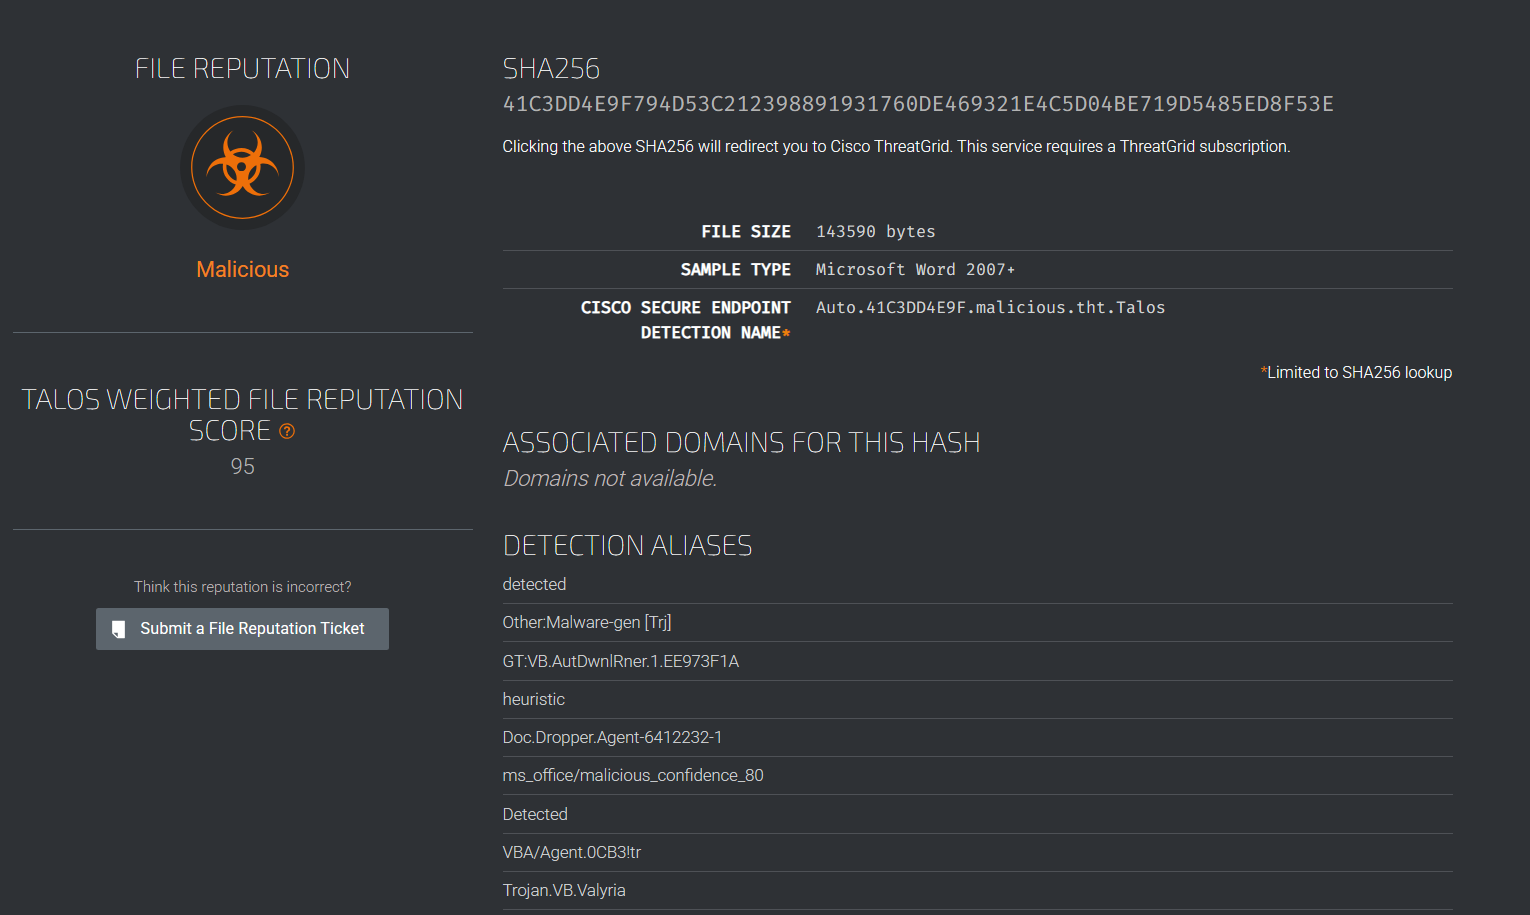 FILE REPUTATION
Malicious
TALOS WEIGHTED FILE REPUTATION
SCORE
95
Think this reputation is incorrect?
Submit a File Reputation Ticket
SHA256
41C3DD4E9F794D53C212398891931760DE469321E4C5D04BE719D5485ED8F53E
Clicking the above SHA256 will redirect you to Cisco ThreatGrid. This service requires a ThreatGrid subscription.
FILE SIZE 143590 bytes
SAMPLE TYPE Microsoft Word 2007+
CISCO SECURE ENDPOINT Auto.41C3DD4E9F.malicious.tht.Talos
DETECTION NAME*
*Limited to SHA256 lookup
ASSOCIATED DOMAINS FOR THIS HASH
Domains not available.
DETECTION ALIASES
detected
Other:Malware-gen [Trj]
GT:VB.AutDwnlRner.1.EE973F1A
heuristic
Doc.Dropper.Agent-6412232-1
ms_office/malicious_confidence_80
Detected
VBA/Agent.0CB3!tr
Trojan.VB.Valyria